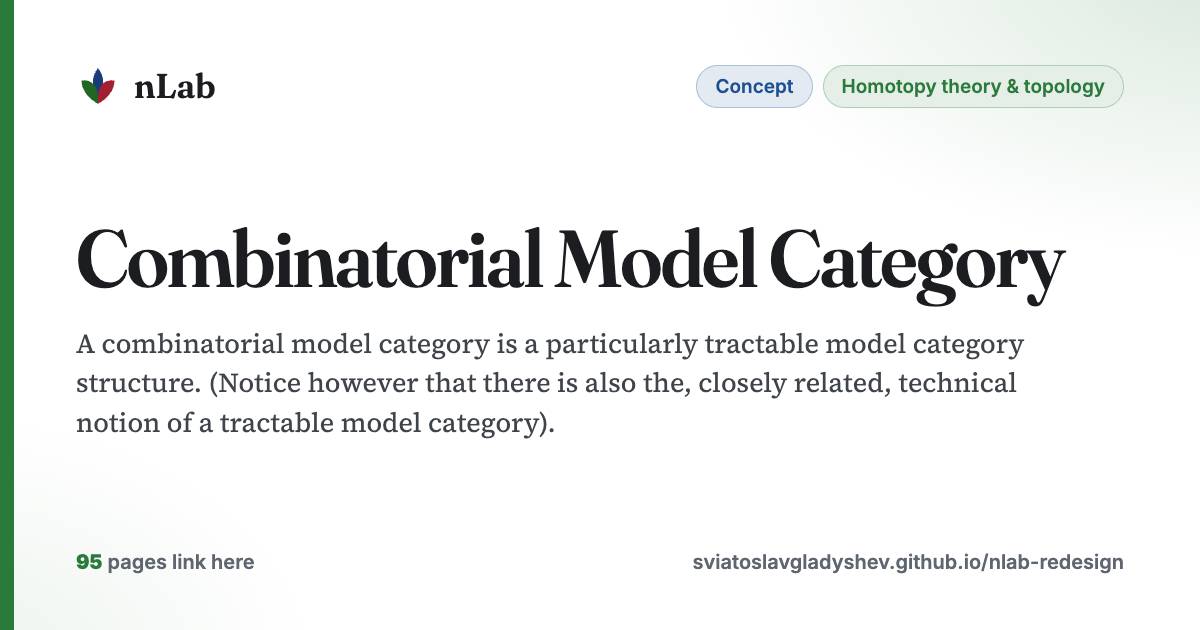 nLab
Concept
Homotopy theory & topology
Combinatorial Model Category
A combinatorial model category is a particularly tractable model category
structure. (Notice however that there is also the, closely related, technical
notion of a tractable model category).
95 pages link here
sviatoslavgladyshev.github.io/nlab-redesign